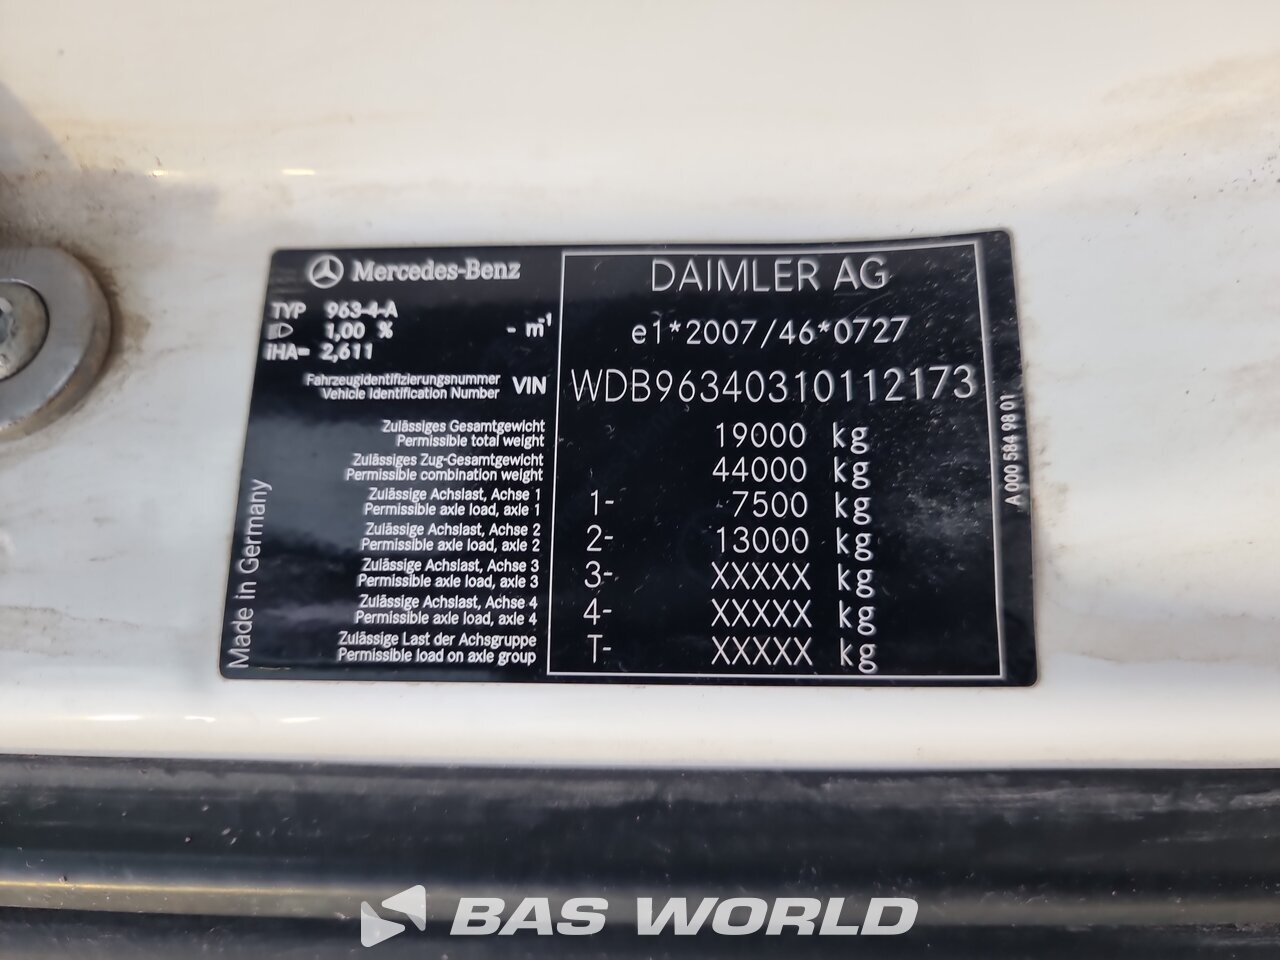 Mercedes-Benz
TYP 963-4-A
1,00 % - m-1
iHA= 2,611
DAIMLER AG
e1*2007/46*0727
Fahrzeugidentifizierungsnummer
Vehicle Identification Number VIN WDB96340310112173
Zulässiges Gesamtgewicht
Permissible total weight 19000 kg
Zulässiges Zug-Gesamtgewicht
Permissible combination weight 44000 kg
Zulässige Achslast, Achse 1
Permissible axle load, axle 1 1- 7500 kg
Zulässige Achslast, Achse 2
Permissible axle load, axle 2 2- 13000 kg
Zulässige Achslast, Achse 3
Permissible axle load, axle 3 3- XXXXX kg
Zulässige Achslast, Achse 4
Permissible axle load, axle 4 4- XXXXX kg
Zulässige Last der Achsgruppe
Permissible load on axle group T- XXXXX kg
Made in Germany
A 000 584 98 01
BAS WORLD